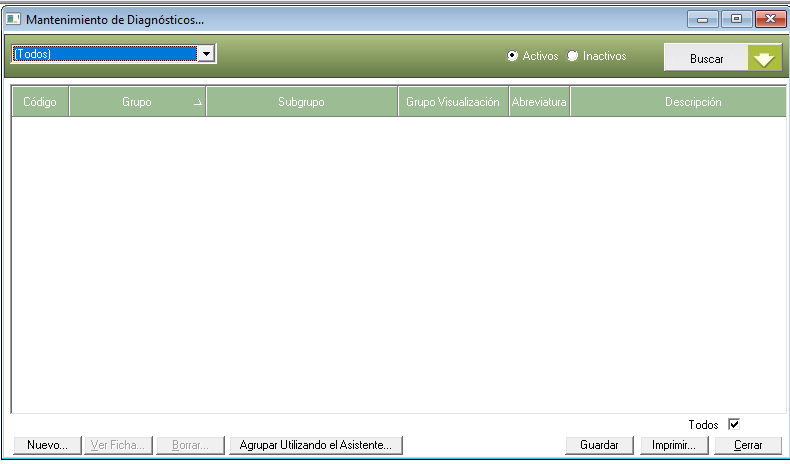 Mantenimiento de Diagnósticos...
(Todos)
Activos
Inactivos
Buscar
Código Grupo Subgrupo Grupo Visualización Abreviatura Descripción
Todos
Nuevo... Ver Ficha... Borrar... Agrupar Utilizando el Asistente... Guardar Imprimir... Cerrar